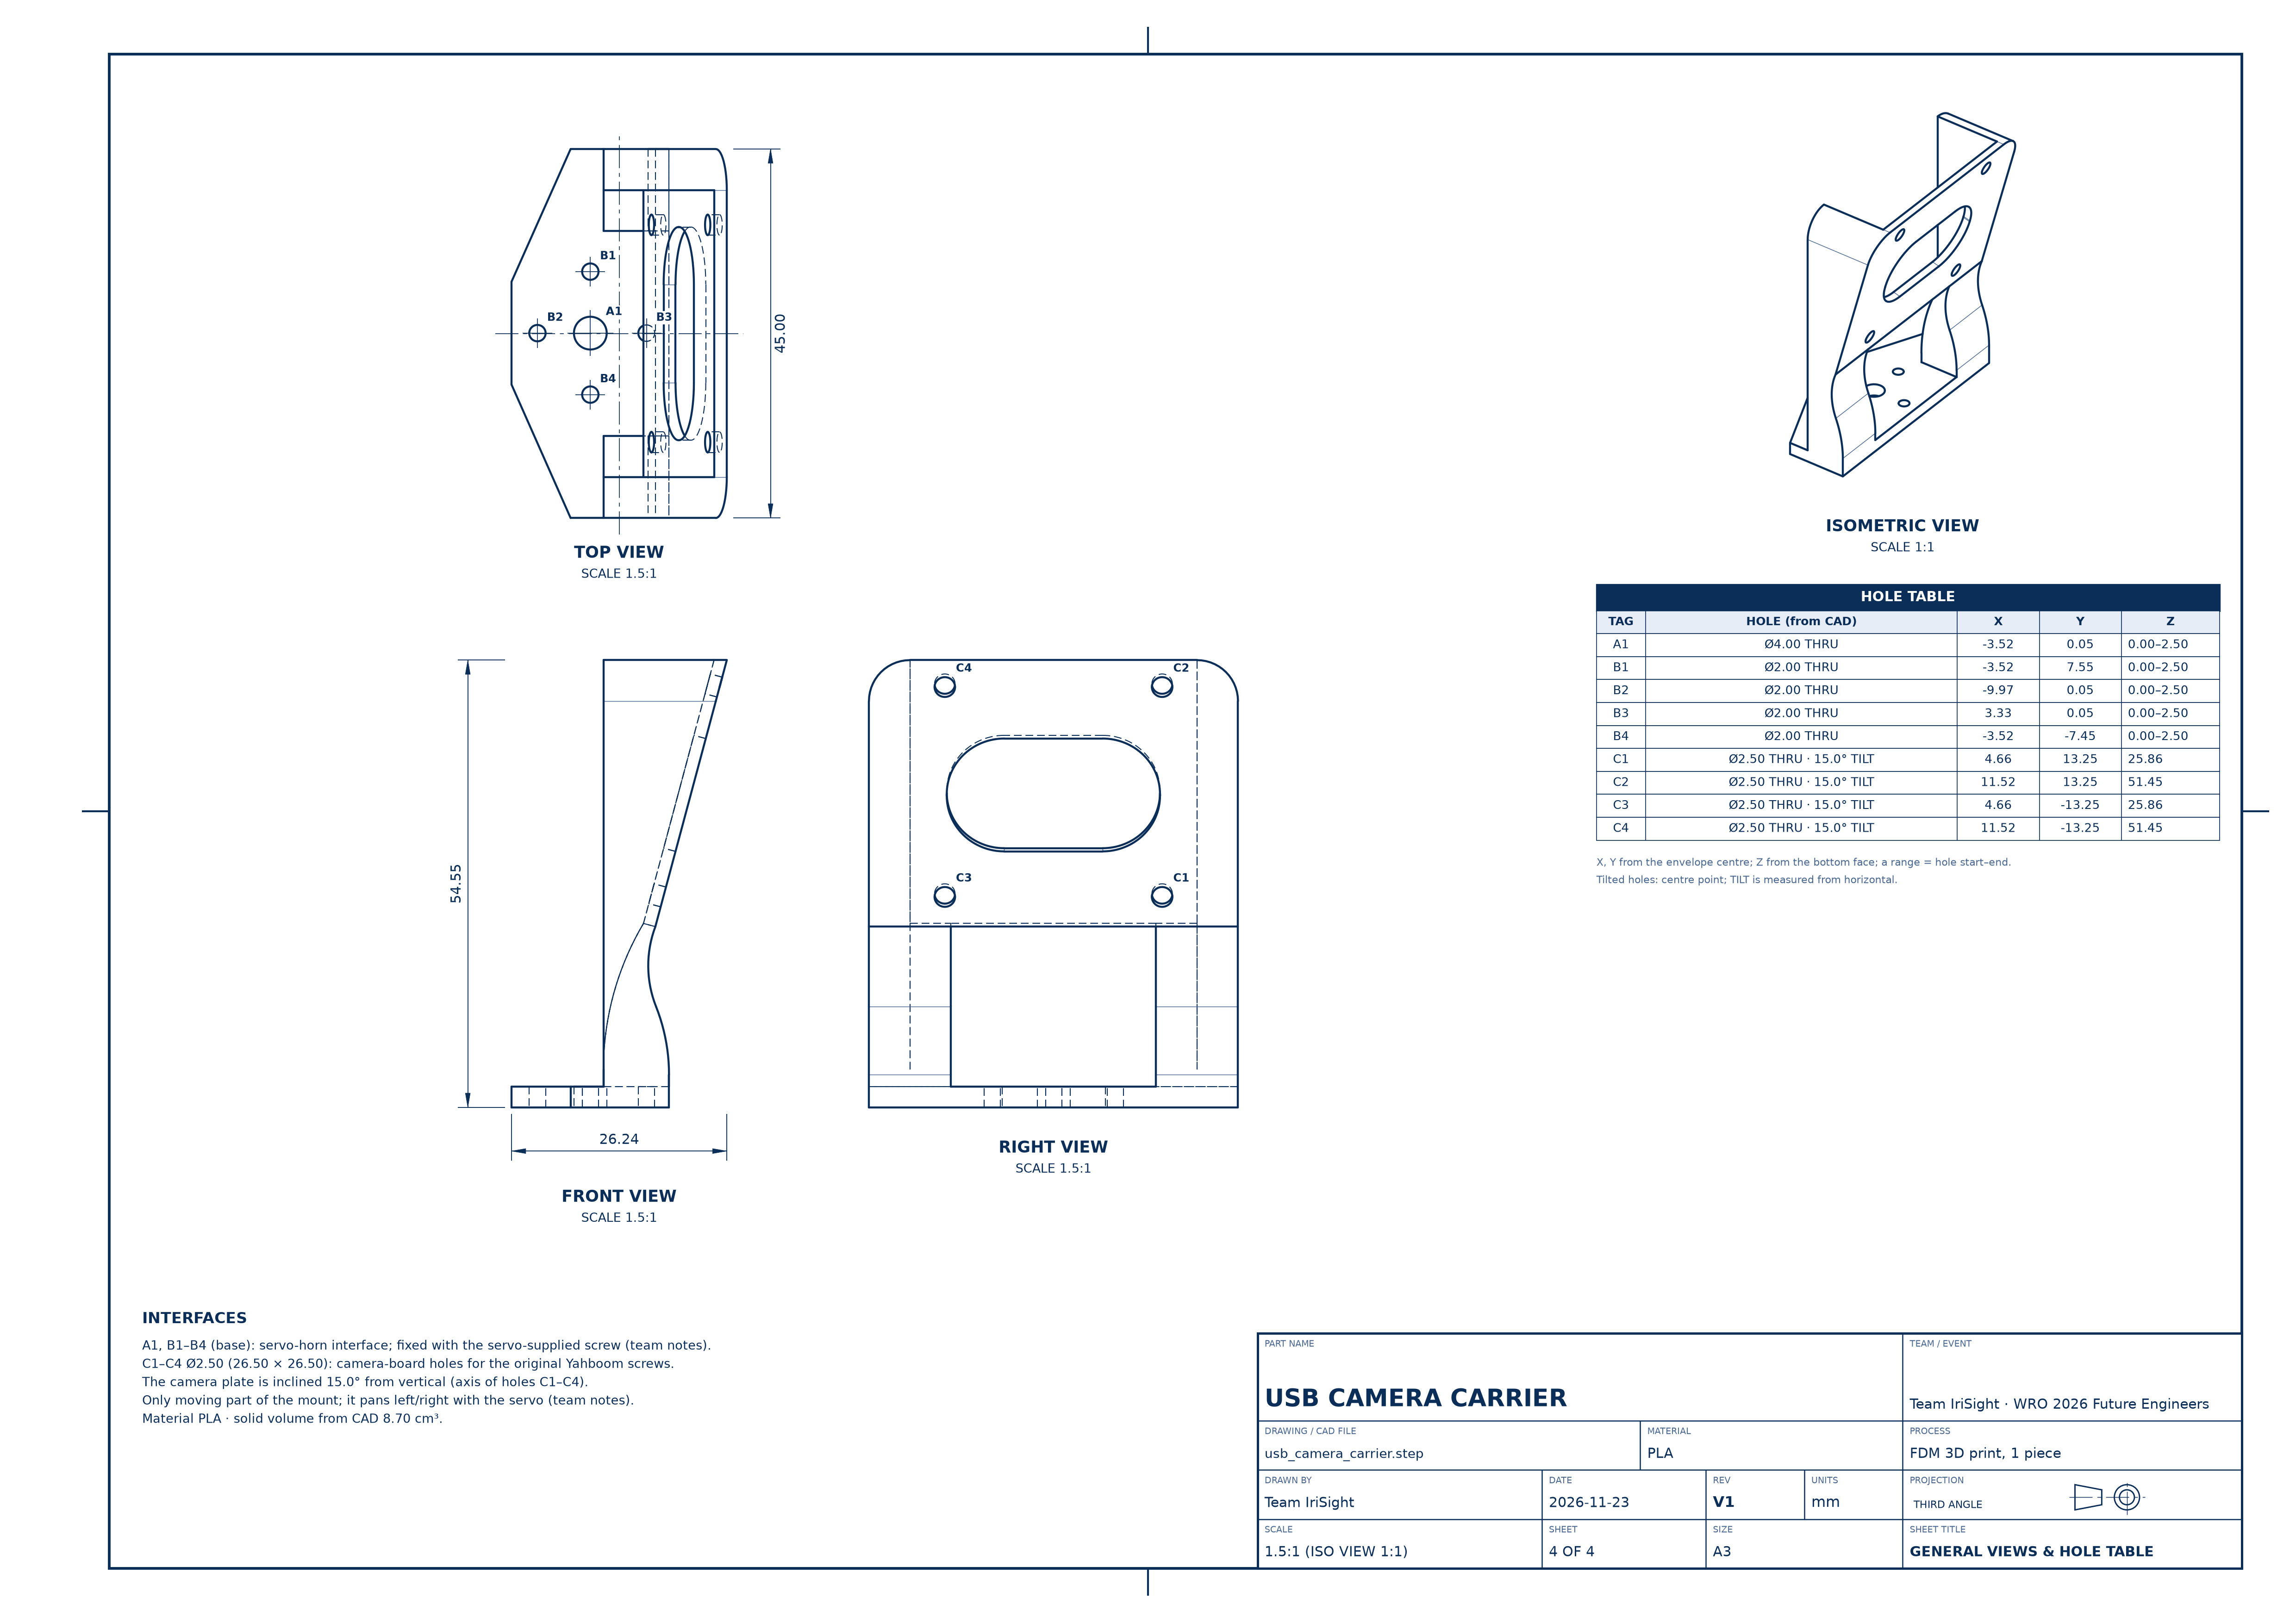 B1
B2
A1
B3
B4
45.00
TOP VIEW
SCALE 1.5:1
ISOMETRIC VIEW
SCALE 1:1
HOLE TABLE
TAG HOLE (from CAD) X Y Z
A1 Ø4.00 THRU -3.52 0.05 0.00–2.50
B1 Ø2.00 THRU -3.52 7.55 0.00–2.50
B2 Ø2.00 THRU -9.97 0.05 0.00–2.50
B3 Ø2.00 THRU 3.33 0.05 0.00–2.50
B4 Ø2.00 THRU -3.52 -7.45 0.00–2.50
C1 Ø2.50 THRU · 15.0° TILT 4.66 13.25 25.86
C2 Ø2.50 THRU · 15.0° TILT 11.52 13.25 51.45
C3 Ø2.50 THRU · 15.0° TILT 4.66 -13.25 25.86
C4 Ø2.50 THRU · 15.0° TILT 11.52 -13.25 51.45
X, Y from the envelope centre; Z from the bottom face; a range = hole start–end.
Tilted holes: centre point; TILT is measured from horizontal.
54.55
26.24
FRONT VIEW
SCALE 1.5:1
C4
C2
C3
C1
RIGHT VIEW
SCALE 1.5:1
INTERFACES
A1, B1–B4 (base): servo-horn interface; fixed with the servo-supplied screw (team notes).
C1–C4 Ø2.50 (26.50 × 26.50): camera-board holes for the original Yahboom screws.
The camera plate is inclined 15.0° from vertical (axis of holes C1–C4).
Only moving part of the mount; it pans left/right with the servo (team notes).
Material PLA · solid volume from CAD 8.70 cm³.
PART NAME
USB CAMERA CARRIER
TEAM / EVENT
Team IriSight · WRO 2026 Future Engineers
DRAWING / CAD FILE
usb_camera_carrier.step
MATERIAL
PLA
PROCESS
FDM 3D print, 1 piece
DRAWN BY
Team IriSight
DATE
2026-11-23
REV
V1
UNITS
mm
PROJECTION
THIRD ANGLE
SCALE
1.5:1 (ISO VIEW 1:1)
SHEET
4 OF 4
SIZE
A3
SHEET TITLE
GENERAL VIEWS & HOLE TABLE